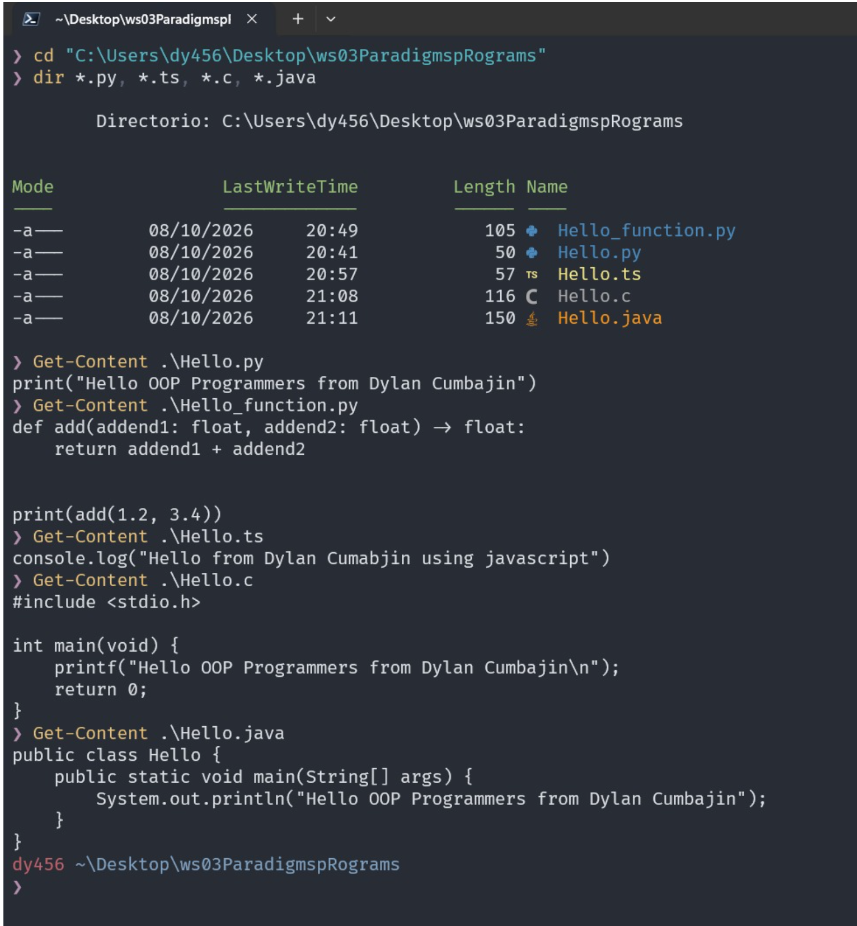 ~\Desktop\ws03ParadigmspI
❯ cd "C:\Users\dy456\Desktop\ws03ParadigmspRograms"
❯ dir *.py, *.ts, *.c, *.java
Directorio: C:\Users\dy456\Desktop\ws03ParadigmspRograms
Mode LastWriteTime Length Name
-a--- 08/10/2026 20:49 105 Hello_function.py
-a--- 08/10/2026 20:41 50 Hello.py
-a--- 08/10/2026 20:57 57 TS Hello.ts
-a--- 08/10/2026 21:08 116 C Hello.c
-a--- 08/10/2026 21:11 150 Hello.java
❯ Get-Content .\Hello.py
print("Hello OOP Programmers from Dylan Cumbajin")
❯ Get-Content .\Hello_function.py
def add(addend1: float, addend2: float) → float:
    return addend1 + addend2
print(add(1.2, 3.4))
❯ Get-Content .\Hello.ts
console.log("Hello from Dylan Cumabjin using javascript")
❯ Get-Content .\Hello.c
#include <stdio.h>
int main(void) {
    printf("Hello OOP Programmers from Dylan Cumbajin\n");
    return 0;
}
❯ Get-Content .\Hello.java
public class Hello {
    public static void main(String[] args) {
        System.out.println("Hello OOP Programmers from Dylan Cumbajin");
    }
}
dy456 ~\Desktop\ws03ParadigmspRograms
❯